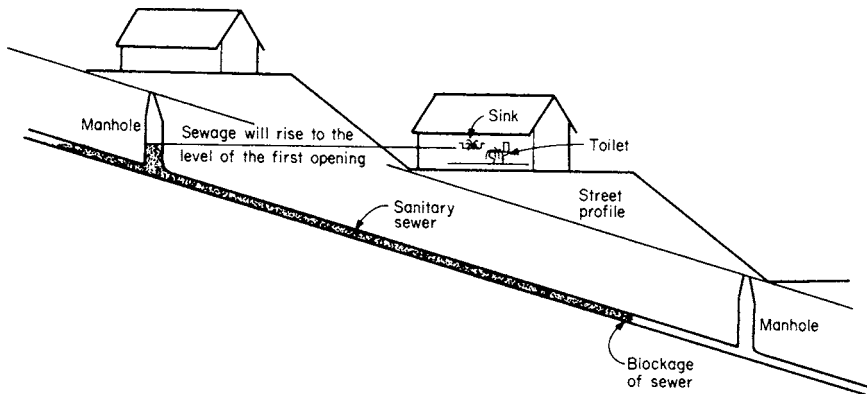 Sink
Manhole
Sewage will rise to the
level of the first opening
Toilet
Street
profile
Sanitary
sewer
Manhole
Blockage
of sewer